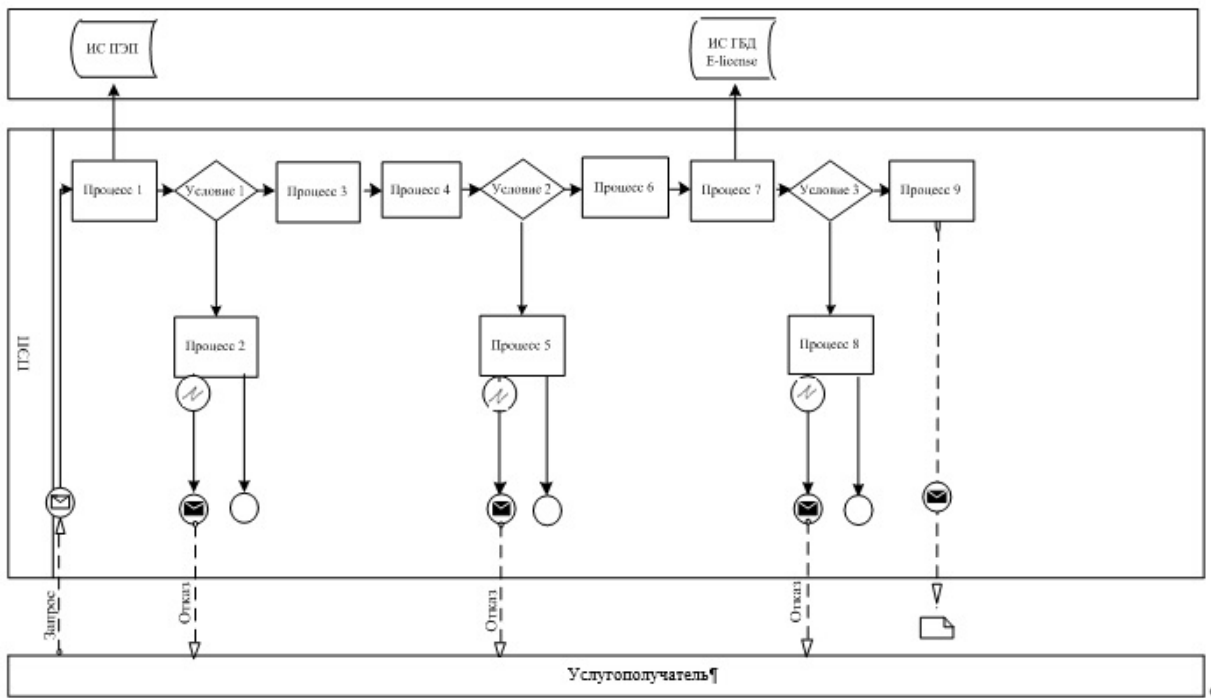 ИС ПЭП
ИС ГБД
E-license
Процесс 1
Условие 1
Процесс 3
Процесс 4
Условие 2
Процесс 6
Процесс 7
Условие 3
Процесс 9
Процесс 2
Процесс 5
Процесс 8
ПСП
Запрос
Отказ
Отказ
Отказ
Услугополучатель¶